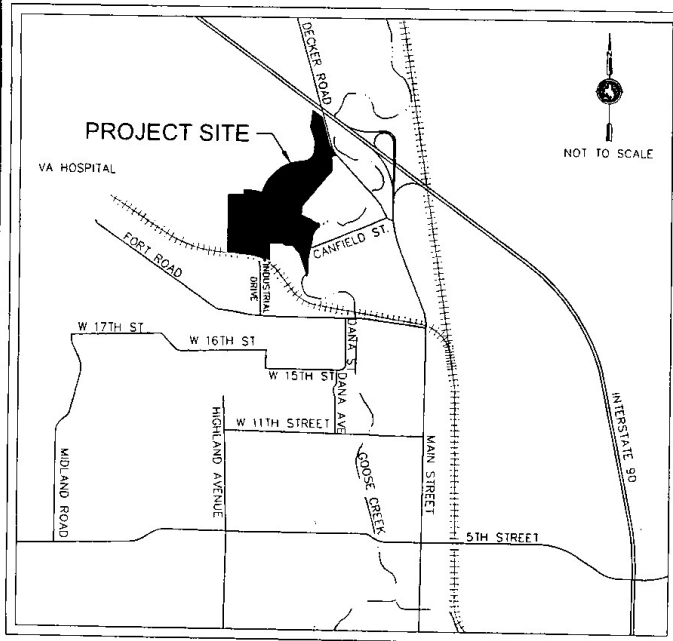 DECKER ROAD
N
PROJECT SITE
NOT TO SCALE
VA HOSPITAL
CANFIELD ST.
FORT ROAD
INDUSTRIAL
DRIVE
W 17TH ST
W 16TH ST
DANA ST
W 15TH ST
DANA AVE
INTERSTATE 90
HIGHLAND AVENUE
W 11TH STREET
MAIN STREET
MIDLAND ROAD
GOOSE CREEK
5TH STREET